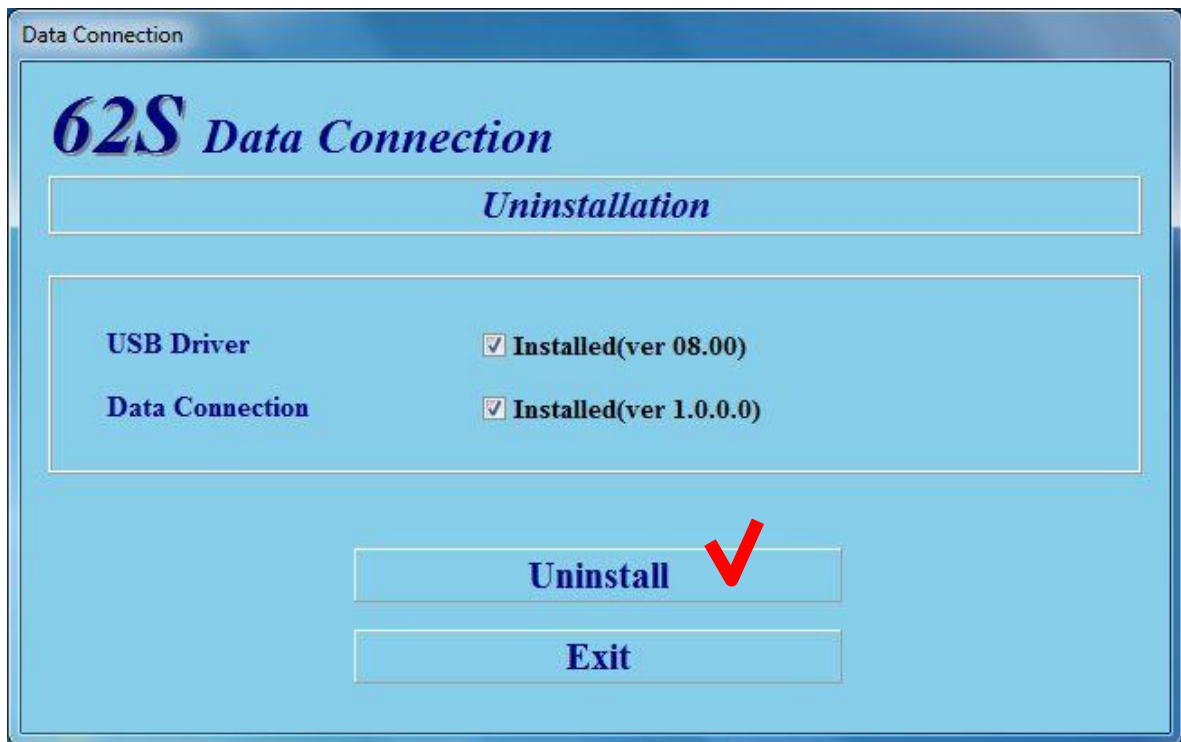 Data Connection
62S Data Connection
Uninstallation
USB Driver Installed(ver 08.00)
Data Connection Installed(ver 1.0.0.0)
Uninstall
Exit